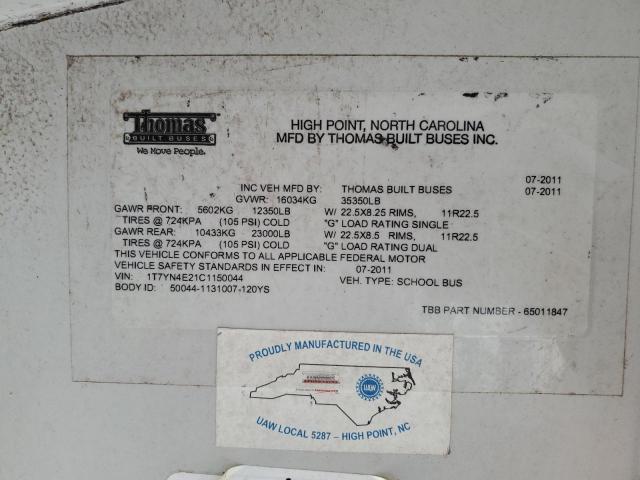 Thomas
BUILT BUSES
We Move People.
HIGH POINT, NORTH CAROLINA
MFD BY THOMAS BUILT BUSES INC.
07-2011
INC VEH MFD BY: THOMAS BUILT BUSES 07-2011
GVWR: 16034KG 35350LB
GAWR FRONT: 5602KG 12350LB W/ 22.5X8.25 RIMS, 11R22.5
TIRES @ 724KPA (105 PSI) COLD "G" LOAD RATING SINGLE
GAWR REAR: 10433KG 23000LB W/ 22.5X8.5 RIMS, 11R22.5
TIRES @ 724KPA (105 PSI) COLD "G" LOAD RATING DUAL
THIS VEHICLE CONFORMS TO ALL APPLICABLE FEDERAL MOTOR
VEHICLE SAFETY STANDARDS IN EFFECT IN: 07-2011
VIN: 1T7YN4E21C1150044 VEH. TYPE: SCHOOL BUS
BODY ID: 50044-1131007-120YS
TBB PART NUMBER - 65011847
PROUDLY MANUFACTURED IN THE USA
UAW
UAW LOCAL 5287 – HIGH POINT, NC